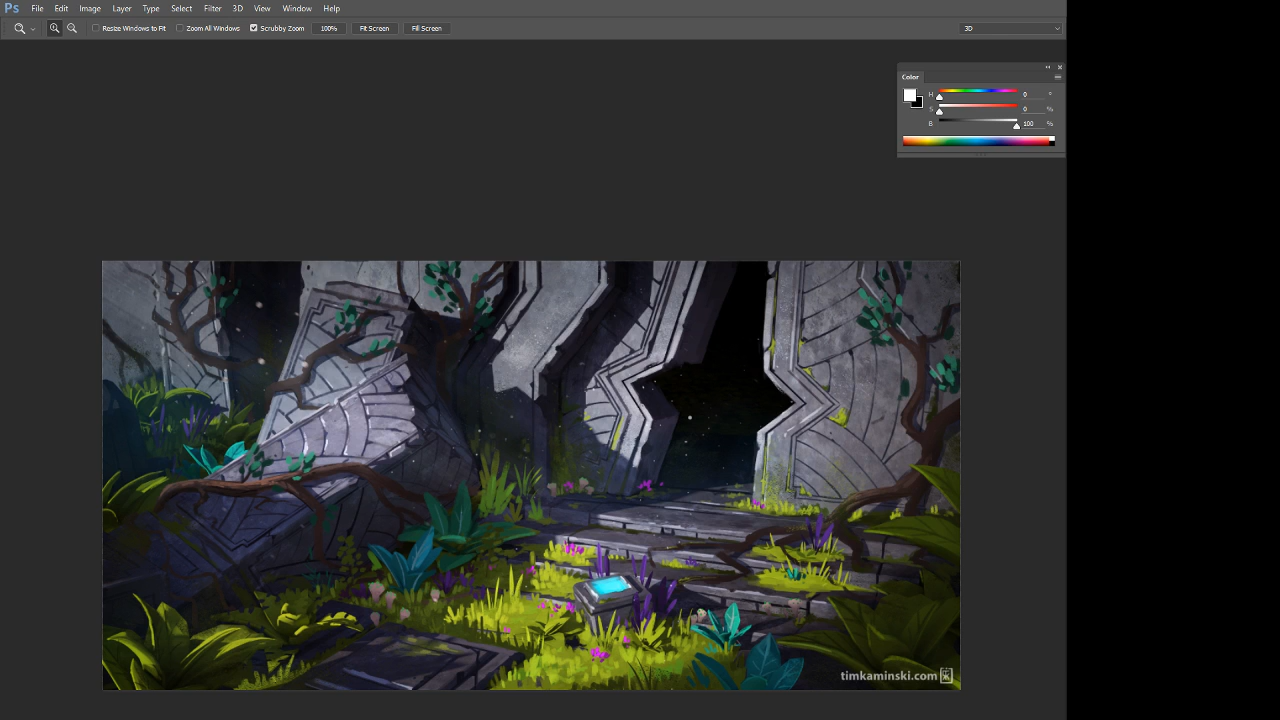 Ps File Edit Image Layer Type Select Filter 3D View Window Help
Resize Windows to Fit Zoom All Windows Scrubby Zoom 100% Fit Screen Fill Screen 3D
Color
H 0 °
S 0 %
B 100 %
timkaminski.com